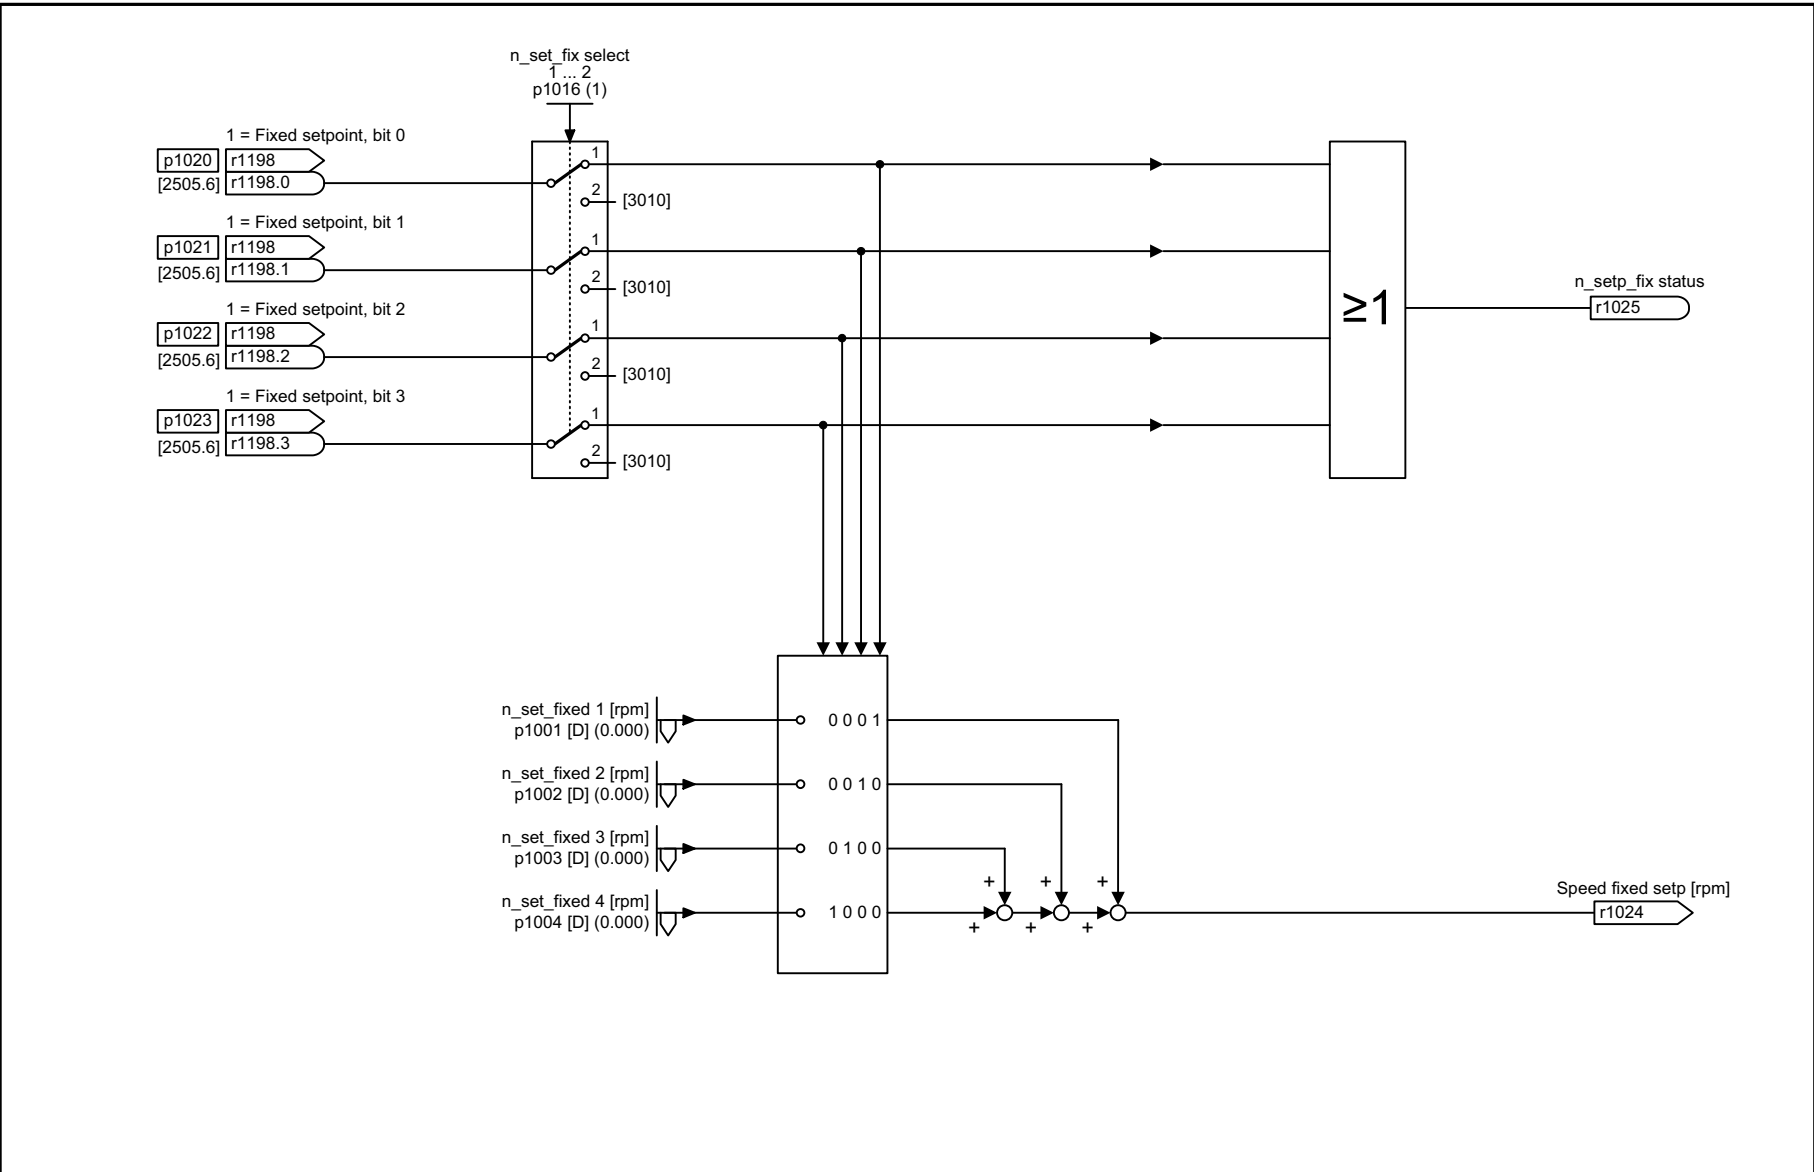 n_set_fix select
1 ... 2
p1016 (1)
1 = Fixed setpoint, bit 0
p1020 r1198
[2505.6] r1198.0
1
2 [3010]
1 = Fixed setpoint, bit 1
p1021 r1198
[2505.6] r1198.1
1
2 [3010]
1 = Fixed setpoint, bit 2
p1022 r1198
[2505.6] r1198.2
1
2 [3010]
1 = Fixed setpoint, bit 3
p1023 r1198
[2505.6] r1198.3
1
2 [3010]
≥1
n_setp_fix status
r1025
n_set_fixed 1 [rpm]
p1001 [D] (0.000)
0 0 0 1
n_set_fixed 2 [rpm]
p1002 [D] (0.000)
0 0 1 0
n_set_fixed 3 [rpm]
p1003 [D] (0.000)
0 1 0 0
n_set_fixed 4 [rpm]
p1004 [D] (0.000)
1 0 0 0
+ + +
+ + +
Speed fixed setp [rpm]
r1024